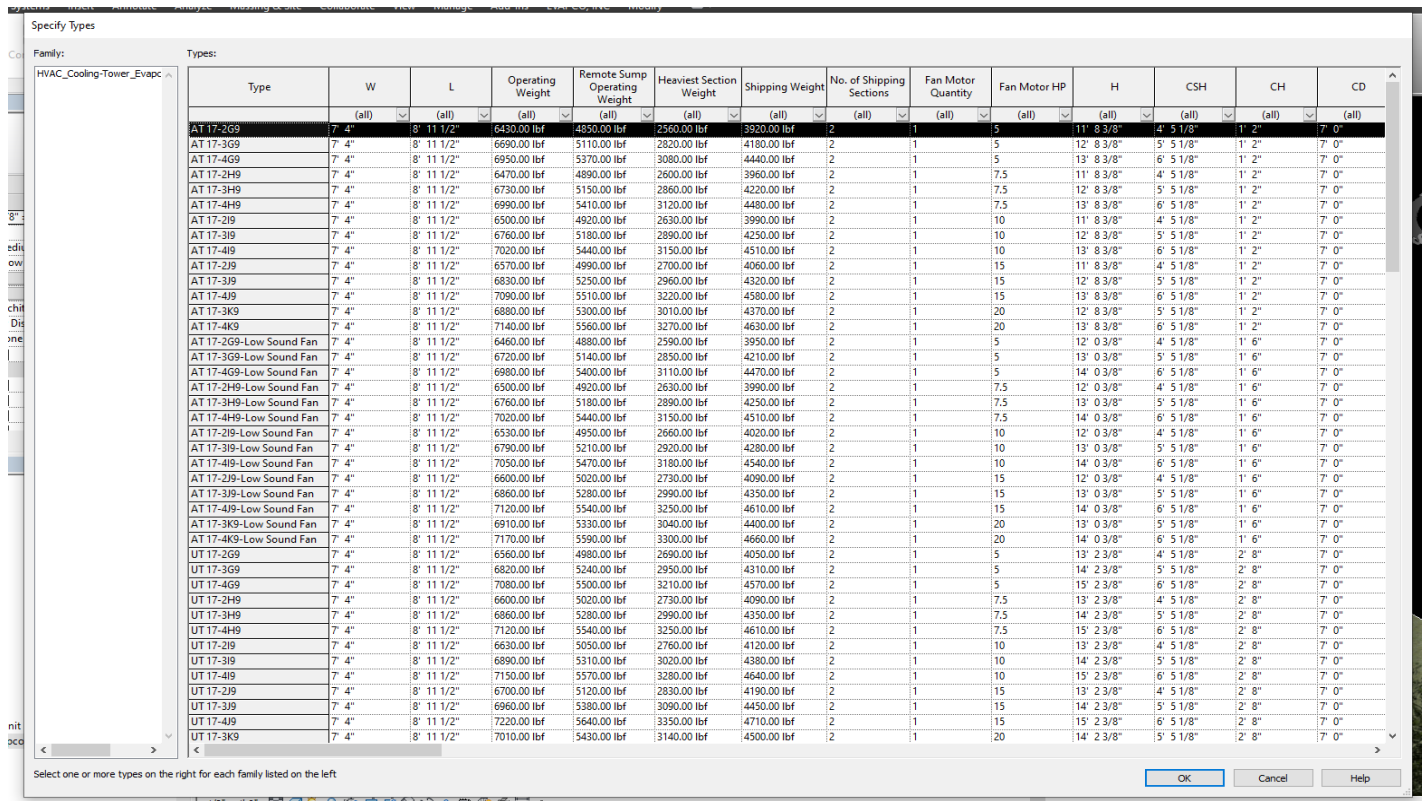 Systems Insert Annotate Analyze Massing & Site Collaborate View Manage Add-Ins EVAPCO, INC Modify
Specify Types
Family: Types:
HVAC_Cooling-Tower_Evapc
Type W L Operating Weight Remote Sump Operating Weight Heaviest Section Weight Shipping Weight No. of Shipping Sections Fan Motor Quantity Fan Motor HP H CSH CH CD
(all) (all) (all) (all) (all) (all) (all) (all) (all) (all) (all) (all) (all)
AT 17-2G9 7' 4" 8' 11 1/2" 6430.00 lbf 4850.00 lbf 2560.00 lbf 3920.00 lbf 2 1 5 11' 8 3/8" 4' 5 1/8" 1' 2" 7' 0"
AT 17-3G9 7' 4" 8' 11 1/2" 6690.00 lbf 5110.00 lbf 2820.00 lbf 4180.00 lbf 2 1 5 12' 8 3/8" 5' 5 1/8" 1' 2" 7' 0"
AT 17-4G9 7' 4" 8' 11 1/2" 6950.00 lbf 5370.00 lbf 3080.00 lbf 4440.00 lbf 2 1 5 13' 8 3/8" 6' 5 1/8" 1' 2" 7' 0"
AT 17-2H9 7' 4" 8' 11 1/2" 6470.00 lbf 4890.00 lbf 2600.00 lbf 3960.00 lbf 2 1 7.5 11' 8 3/8" 4' 5 1/8" 1' 2" 7' 0"
AT 17-3H9 7' 4" 8' 11 1/2" 6730.00 lbf 5150.00 lbf 2860.00 lbf 4220.00 lbf 2 1 7.5 12' 8 3/8" 5' 5 1/8" 1' 2" 7' 0"
AT 17-4H9 7' 4" 8' 11 1/2" 6990.00 lbf 5410.00 lbf 3120.00 lbf 4480.00 lbf 2 1 7.5 13' 8 3/8" 6' 5 1/8" 1' 2" 7' 0"
AT 17-2I9 7' 4" 8' 11 1/2" 6500.00 lbf 4920.00 lbf 2630.00 lbf 3990.00 lbf 2 1 10 11' 8 3/8" 4' 5 1/8" 1' 2" 7' 0"
AT 17-3I9 7' 4" 8' 11 1/2" 6760.00 lbf 5180.00 lbf 2890.00 lbf 4250.00 lbf 2 1 10 12' 8 3/8" 5' 5 1/8" 1' 2" 7' 0"
AT 17-4I9 7' 4" 8' 11 1/2" 7020.00 lbf 5440.00 lbf 3150.00 lbf 4510.00 lbf 2 1 10 13' 8 3/8" 6' 5 1/8" 1' 2" 7' 0"
AT 17-2J9 7' 4" 8' 11 1/2" 6570.00 lbf 4990.00 lbf 2700.00 lbf 4060.00 lbf 2 1 15 11' 8 3/8" 4' 5 1/8" 1' 2" 7' 0"
AT 17-3J9 7' 4" 8' 11 1/2" 6830.00 lbf 5250.00 lbf 2960.00 lbf 4320.00 lbf 2 1 15 12' 8 3/8" 5' 5 1/8" 1' 2" 7' 0"
AT 17-4J9 7' 4" 8' 11 1/2" 7090.00 lbf 5510.00 lbf 3220.00 lbf 4580.00 lbf 2 1 15 13' 8 3/8" 6' 5 1/8" 1' 2" 7' 0"
AT 17-3K9 7' 4" 8' 11 1/2" 6880.00 lbf 5300.00 lbf 3010.00 lbf 4370.00 lbf 2 1 20 12' 8 3/8" 5' 5 1/8" 1' 2" 7' 0"
AT 17-4K9 7' 4" 8' 11 1/2" 7140.00 lbf 5560.00 lbf 3270.00 lbf 4630.00 lbf 2 1 20 13' 8 3/8" 6' 5 1/8" 1' 2" 7' 0"
AT 17-2G9-Low Sound Fan 7' 4" 8' 11 1/2" 6460.00 lbf 4880.00 lbf 2590.00 lbf 3950.00 lbf 2 1 5 12' 0 3/8" 4' 5 1/8" 1' 6" 7' 0"
AT 17-3G9-Low Sound Fan 7' 4" 8' 11 1/2" 6720.00 lbf 5140.00 lbf 2850.00 lbf 4210.00 lbf 2 1 5 13' 0 3/8" 5' 5 1/8" 1' 6" 7' 0"
AT 17-4G9-Low Sound Fan 7' 4" 8' 11 1/2" 6980.00 lbf 5400.00 lbf 3110.00 lbf 4470.00 lbf 2 1 5 14' 0 3/8" 6' 5 1/8" 1' 6" 7' 0"
AT 17-2H9-Low Sound Fan 7' 4" 8' 11 1/2" 6500.00 lbf 4920.00 lbf 2630.00 lbf 3990.00 lbf 2 1 7.5 12' 0 3/8" 4' 5 1/8" 1' 6" 7' 0"
AT 17-3H9-Low Sound Fan 7' 4" 8' 11 1/2" 6760.00 lbf 5180.00 lbf 2890.00 lbf 4250.00 lbf 2 1 7.5 13' 0 3/8" 5' 5 1/8" 1' 6" 7' 0"
AT 17-4H9-Low Sound Fan 7' 4" 8' 11 1/2" 7020.00 lbf 5440.00 lbf 3150.00 lbf 4510.00 lbf 2 1 7.5 14' 0 3/8" 6' 5 1/8" 1' 6" 7' 0"
AT 17-2I9-Low Sound Fan 7' 4" 8' 11 1/2" 6530.00 lbf 4950.00 lbf 2660.00 lbf 4020.00 lbf 2 1 10 12' 0 3/8" 4' 5 1/8" 1' 6" 7' 0"
AT 17-3I9-Low Sound Fan 7' 4" 8' 11 1/2" 6790.00 lbf 5210.00 lbf 2920.00 lbf 4280.00 lbf 2 1 10 13' 0 3/8" 5' 5 1/8" 1' 6" 7' 0"
AT 17-4I9-Low Sound Fan 7' 4" 8' 11 1/2" 7050.00 lbf 5470.00 lbf 3180.00 lbf 4540.00 lbf 2 1 10 14' 0 3/8" 6' 5 1/8" 1' 6" 7' 0"
AT 17-2J9-Low Sound Fan 7' 4" 8' 11 1/2" 6600.00 lbf 5020.00 lbf 2730.00 lbf 4090.00 lbf 2 1 15 12' 0 3/8" 4' 5 1/8" 1' 6" 7' 0"
AT 17-3J9-Low Sound Fan 7' 4" 8' 11 1/2" 6860.00 lbf 5280.00 lbf 2990.00 lbf 4350.00 lbf 2 1 15 13' 0 3/8" 5' 5 1/8" 1' 6" 7' 0"
AT 17-4J9-Low Sound Fan 7' 4" 8' 11 1/2" 7120.00 lbf 5540.00 lbf 3250.00 lbf 4610.00 lbf 2 1 15 14' 0 3/8" 6' 5 1/8" 1' 6" 7' 0"
AT 17-3K9-Low Sound Fan 7' 4" 8' 11 1/2" 6910.00 lbf 5330.00 lbf 3040.00 lbf 4400.00 lbf 2 1 20 13' 0 3/8" 5' 5 1/8" 1' 6" 7' 0"
AT 17-4K9-Low Sound Fan 7' 4" 8' 11 1/2" 7170.00 lbf 5590.00 lbf 3300.00 lbf 4660.00 lbf 2 1 20 14' 0 3/8" 6' 5 1/8" 1' 6" 7' 0"
UT 17-2G9 7' 4" 8' 11 1/2" 6560.00 lbf 4980.00 lbf 2690.00 lbf 4050.00 lbf 2 1 5 13' 2 3/8" 4' 5 1/8" 2' 8" 7' 0"
UT 17-3G9 7' 4" 8' 11 1/2" 6820.00 lbf 5240.00 lbf 2950.00 lbf 4310.00 lbf 2 1 5 14' 2 3/8" 5' 5 1/8" 2' 8" 7' 0"
UT 17-4G9 7' 4" 8' 11 1/2" 7080.00 lbf 5500.00 lbf 3210.00 lbf 4570.00 lbf 2 1 5 15' 2 3/8" 6' 5 1/8" 2' 8" 7' 0"
UT 17-2H9 7' 4" 8' 11 1/2" 6600.00 lbf 5020.00 lbf 2730.00 lbf 4090.00 lbf 2 1 7.5 13' 2 3/8" 4' 5 1/8" 2' 8" 7' 0"
UT 17-3H9 7' 4" 8' 11 1/2" 6860.00 lbf 5280.00 lbf 2990.00 lbf 4350.00 lbf 2 1 7.5 14' 2 3/8" 5' 5 1/8" 2' 8" 7' 0"
UT 17-4H9 7' 4" 8' 11 1/2" 7120.00 lbf 5540.00 lbf 3250.00 lbf 4610.00 lbf 2 1 7.5 15' 2 3/8" 6' 5 1/8" 2' 8" 7' 0"
UT 17-2I9 7' 4" 8' 11 1/2" 6630.00 lbf 5050.00 lbf 2760.00 lbf 4120.00 lbf 2 1 10 13' 2 3/8" 4' 5 1/8" 2' 8" 7' 0"
UT 17-3I9 7' 4" 8' 11 1/2" 6890.00 lbf 5310.00 lbf 3020.00 lbf 4380.00 lbf 2 1 10 14' 2 3/8" 5' 5 1/8" 2' 8" 7' 0"
UT 17-4I9 7' 4" 8' 11 1/2" 7150.00 lbf 5570.00 lbf 3280.00 lbf 4640.00 lbf 2 1 10 15' 2 3/8" 6' 5 1/8" 2' 8" 7' 0"
UT 17-2J9 7' 4" 8' 11 1/2" 6700.00 lbf 5120.00 lbf 2830.00 lbf 4190.00 lbf 2 1 15 13' 2 3/8" 4' 5 1/8" 2' 8" 7' 0"
UT 17-3J9 7' 4" 8' 11 1/2" 6960.00 lbf 5380.00 lbf 3090.00 lbf 4450.00 lbf 2 1 15 14' 2 3/8" 5' 5 1/8" 2' 8" 7' 0"
UT 17-4J9 7' 4" 8' 11 1/2" 7220.00 lbf 5640.00 lbf 3350.00 lbf 4710.00 lbf 2 1 15 15' 2 3/8" 6' 5 1/8" 2' 8" 7' 0"
UT 17-3K9 7' 4" 8' 11 1/2" 7010.00 lbf 5430.00 lbf 3140.00 lbf 4500.00 lbf 2 1 20 14' 2 3/8" 5' 5 1/8" 2' 8" 7' 0"
Select one or more types on the right for each family listed on the left
OK Cancel Help